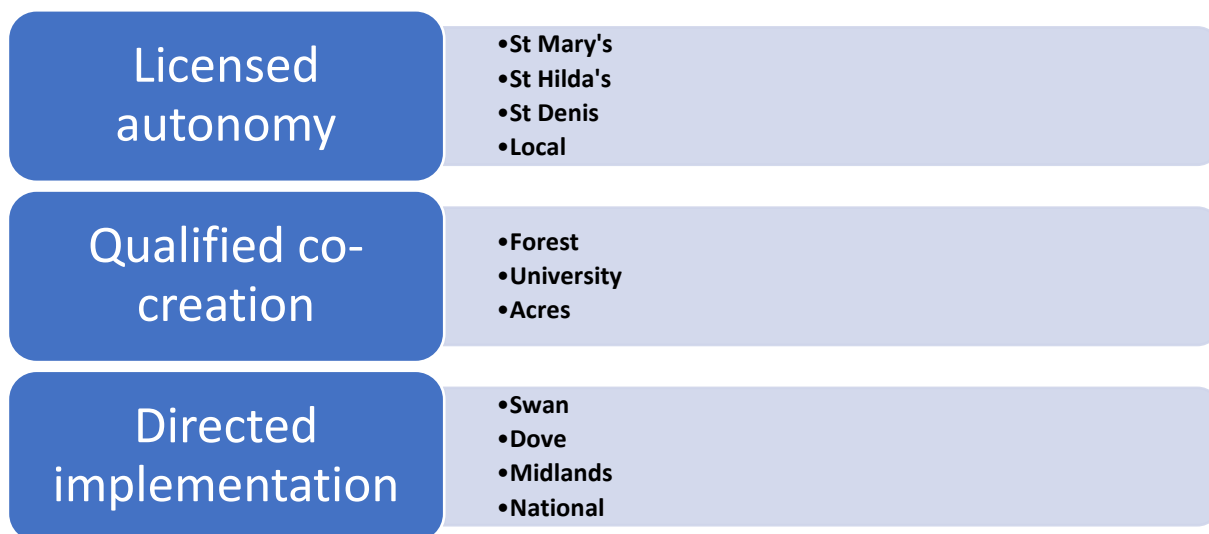 Licensed
autonomy
•St Mary's
•St Hilda's
•St Denis
•Local
Qualified co-
creation
•Forest
•University
•Acres
Directed
implementation
•Swan
•Dove
•Midlands
•National